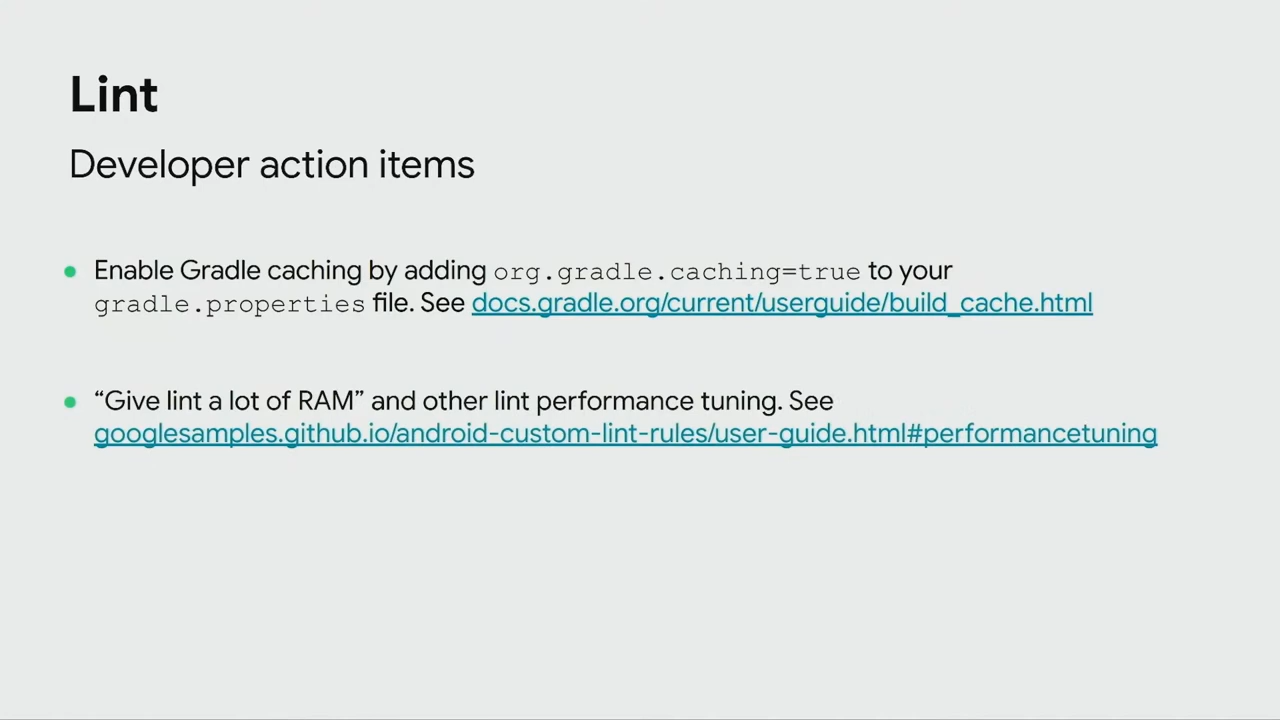 Lint
Developer action items
Enable Gradle caching by adding org.gradle.caching=true to your
gradle.properties file. See docs.gradle.org/current/userguide/build_cache.html
“Give lint a lot of RAM” and other lint performance tuning. See
googlesamples.github.io/android-custom-lint-rules/user-guide.html#performancetuning